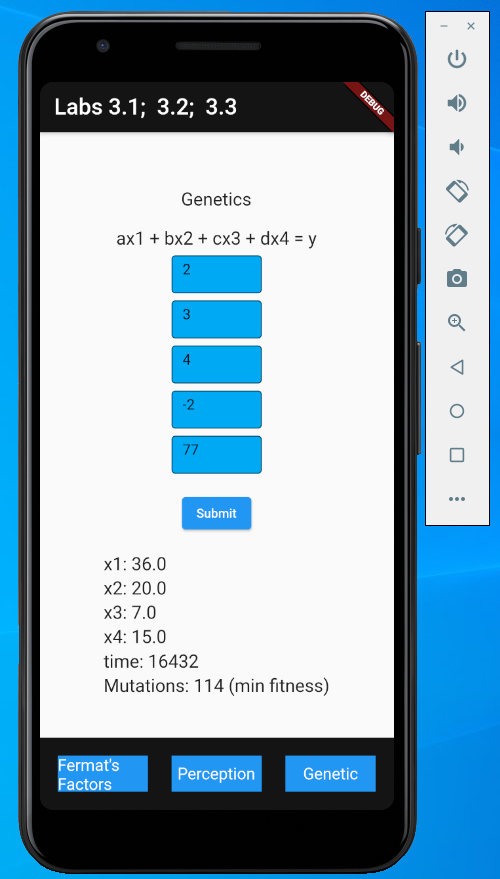 Labs 3.1;  3.2;  3.3
DEBUG
Genetics
ax1 + bx2 + cx3 + dx4 = y
2
3
4
-2
77
Submit
x1: 36.0
x2: 20.0
x3: 7.0
x4: 15.0
time: 16432
Mutations: 114 (min fitness)
Fermat's
Factors
Perception
Genetic